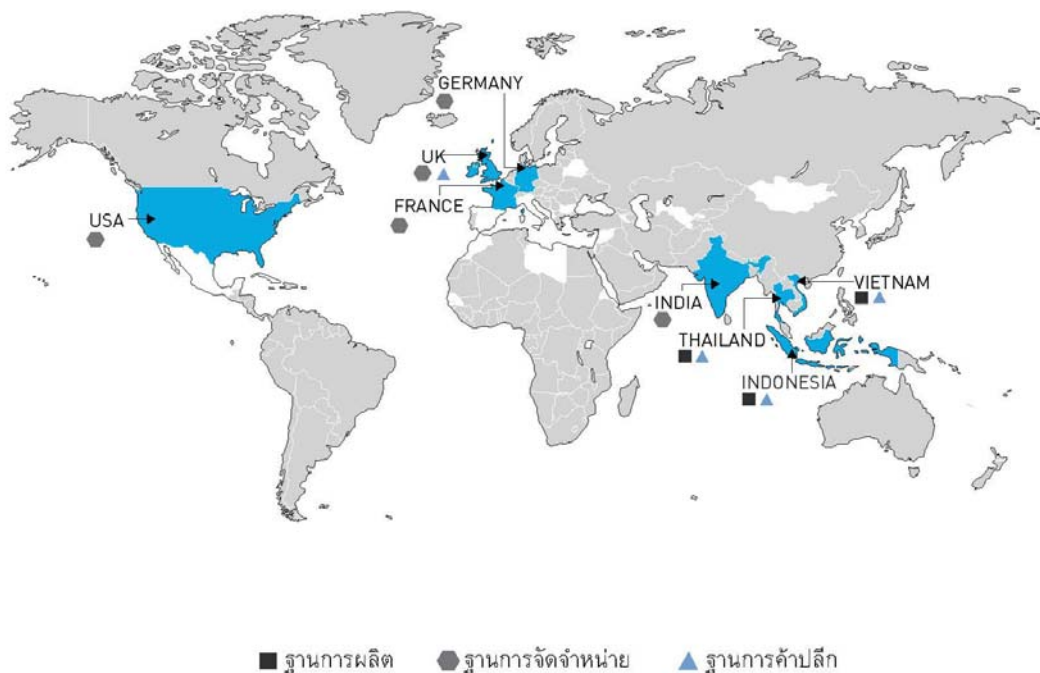 GERMANY
UK
FRANCE
USA
INDIA
VIETNAM
THAILAND
INDONESIA
ฐานการผลิต ฐานการจัดจำหน่าย ฐานการค้าปลีก